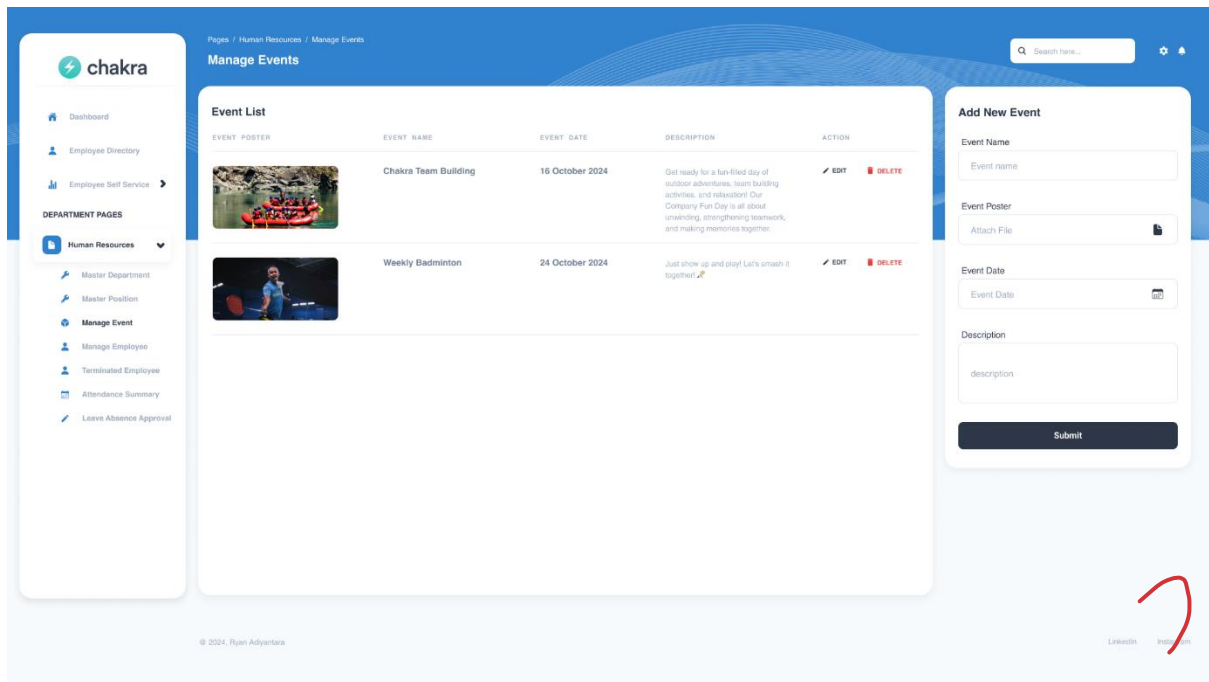 Pages / Human Resources / Manage Events
Manage Events
Search here...
chakra
Dashboard
Employee Directory
Employee Self Service
DEPARTMENT PAGES
Human Resources
Master Department
Master Position
Manage Event
Manage Employee
Terminated Employee
Attendance Summary
Leave Absence Approval
Event List
EVENT POSTER EVENT NAME EVENT DATE DESCRIPTION ACTION
Chakra Team Building 16 October 2024
Get ready for a fun-filled day of
outdoor adventures, team building
activities, and relaxation! Our
Company Fun Day is all about
unwinding, strengthening teamwork,
and making memories together.
EDIT DELETE
Weekly Badminton 24 October 2024
Just show up and play! Let's smash it
together! 🏸
EDIT DELETE
Add New Event
Event Name
Event name
Event Poster
Attach File
Event Date
Event Date
Description
description
Submit
© 2024, Ryan Adyantara
LinkedIn Instagram